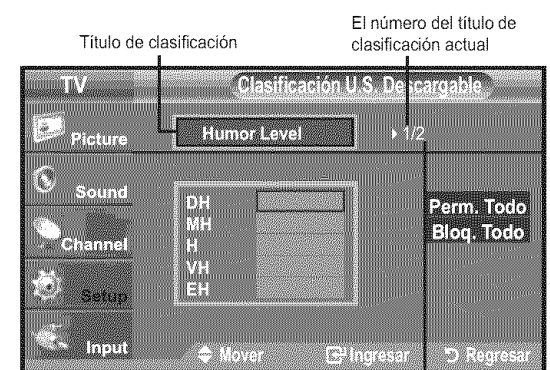 El número del título de
clasificación actual
Título de clasificación
TV
Clasificación U.S. Descargable
Picture
Humor Level
1/2
Sound
DH
MH
H
VH
EH
Perm. Todo
Bloq. Todo
Channel
Setup
Input
Mover
Ingresar
Regresar